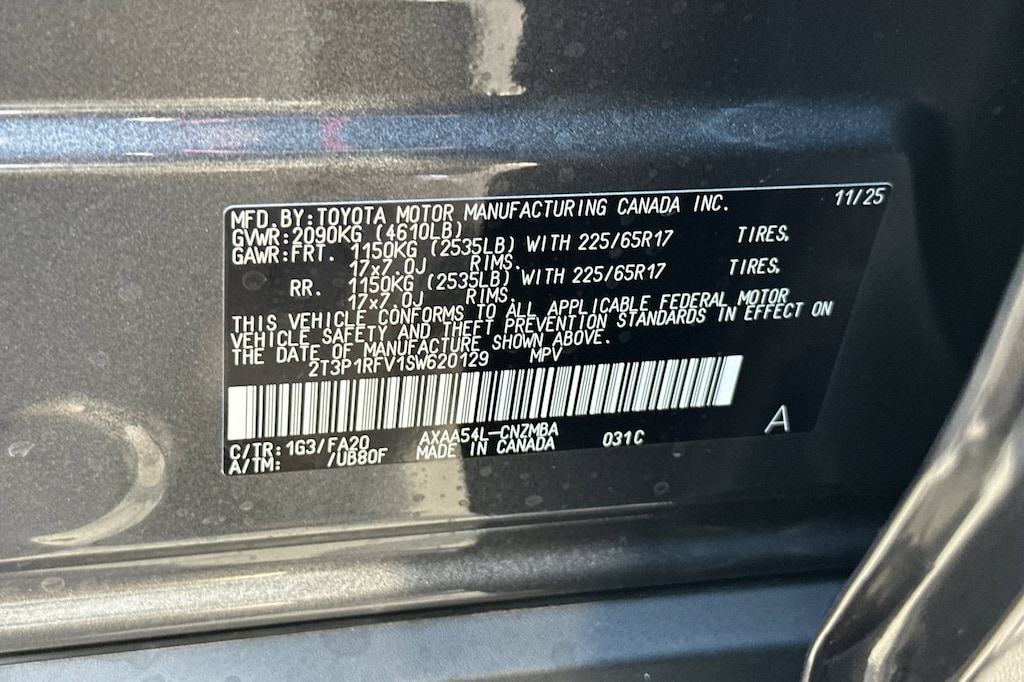 MFD.BY:TOYOTA MOTOR MANUFACTURING CANADA INC. 11/25
GVWR:2090KG (4610LB)
GAWR:FRT. 1150KG (2535LB) WITH 225/65R17 TIRES,
17x7.0J RIMS.
RR. 1150KG (2535LB) WITH 225/65R17 TIRES,
17x7.0J RIMS.
THIS VEHICLE CONFORMS TO ALL APPLICABLE FEDERAL MOTOR
VEHICLE SAFETY AND THEFT PREVENTION STANDARDS IN EFFECT ON
THE DATE OF MANUFACTURE SHOWN ABOVE.
2T3P1RFV1SW620129 MPV
C/TR:1G3/FA20 AXAA54L-CNZMBA 031C A
A/TM: /UB80F MADE IN CANADA